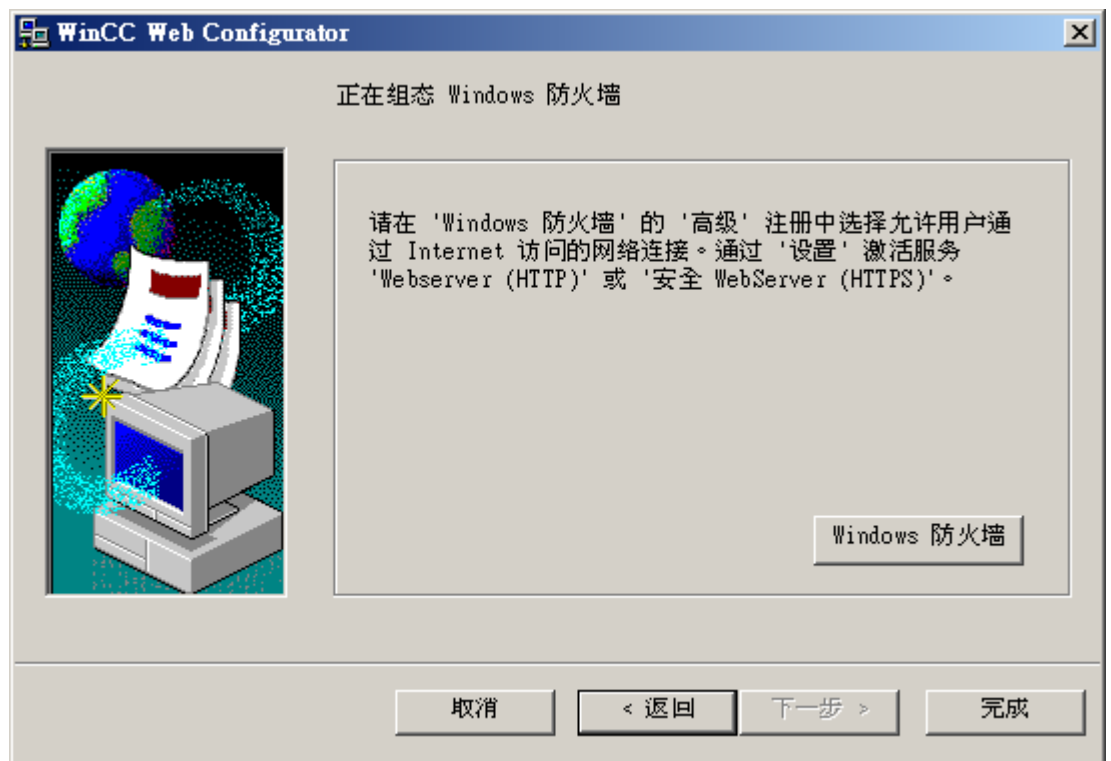 WinCC Web Configurator
正在组态 Windows 防火墙
请在 'Windows 防火墙' 的 '高级' 注册中选择允许用户通
过 Internet 访问的网络连接。通过 '设置' 激活服务
'Webserver (HTTP)' 或 '安全 WebServer (HTTPS)'。
Windows 防火墙
取消
< 返回
下一步 >
完成